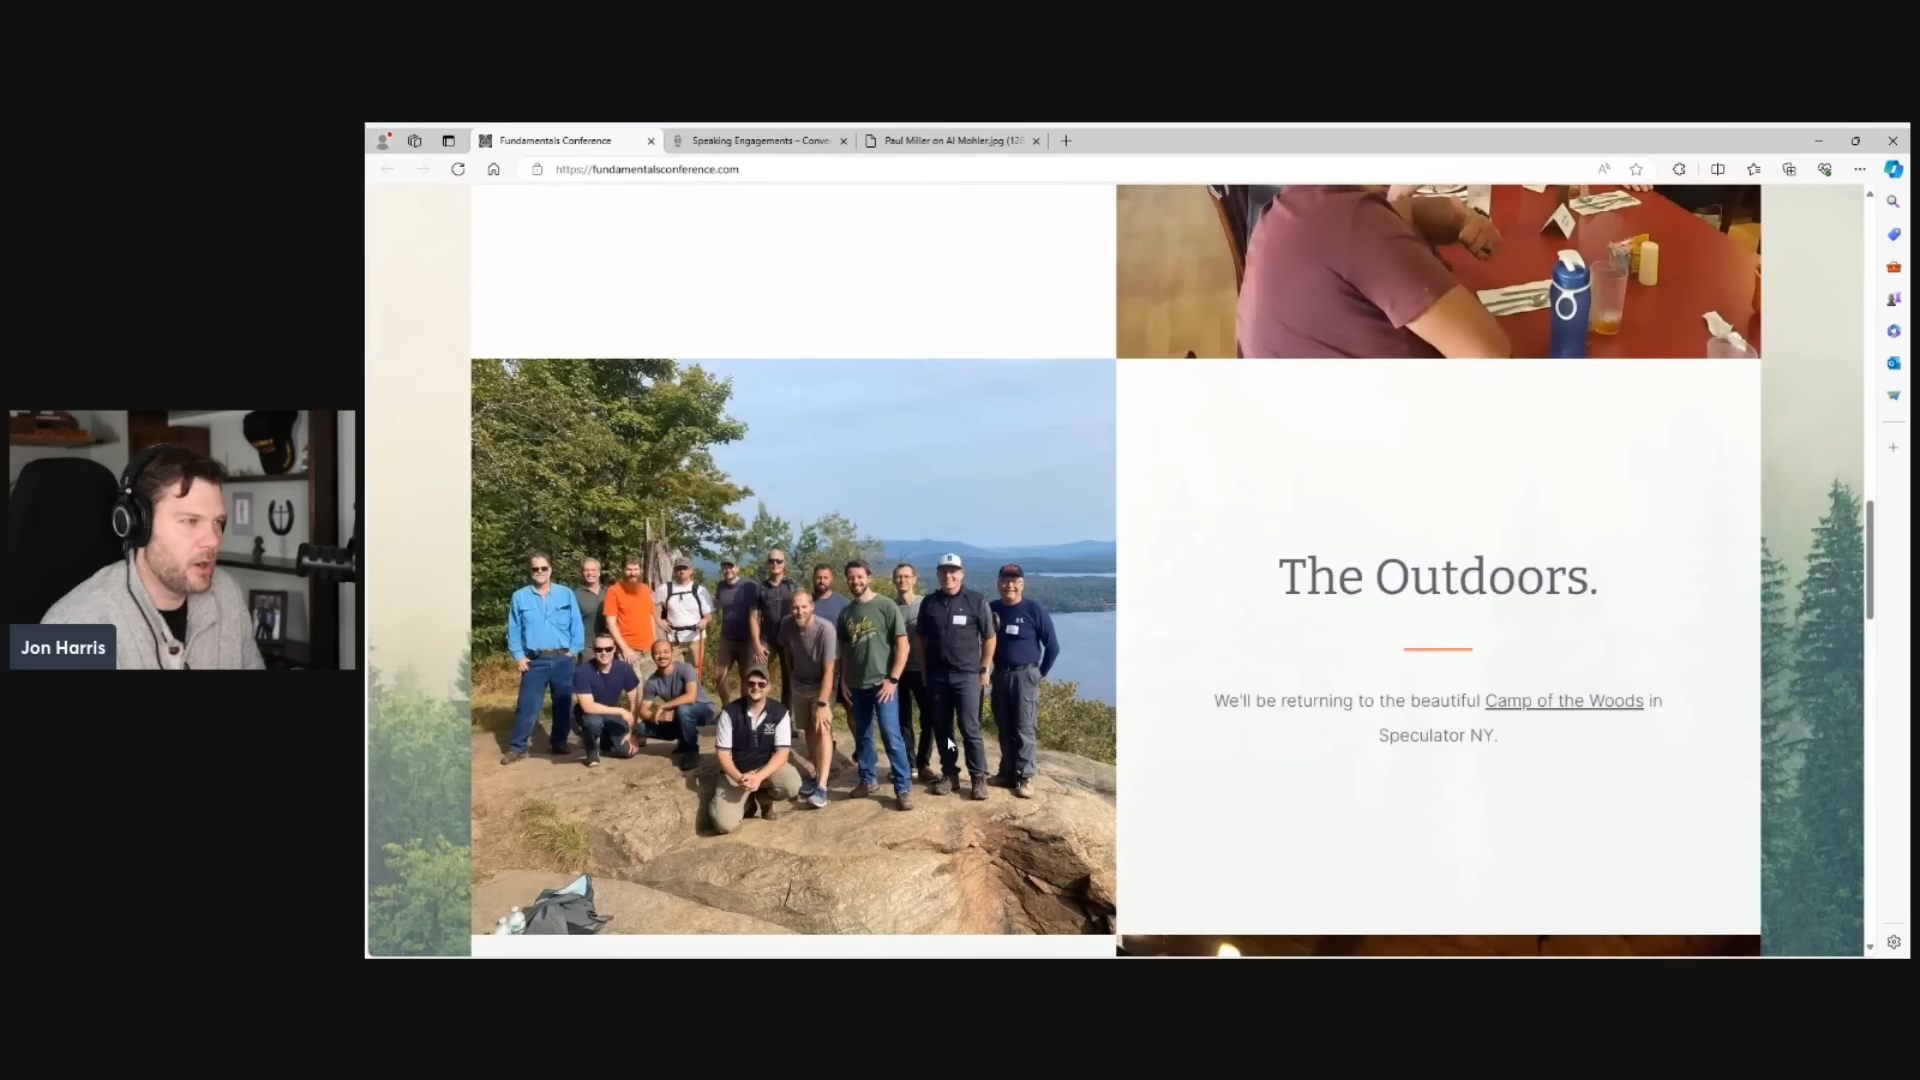 Fundamentals Conference
Speaking Engagements – Conve
Paul Miller on Al Mohler.jpg (128
https://fundamentalsconference.com
The Outdoors.
We'll be returning to the beautiful Camp of the Woods in
Speculator NY.
Jon Harris